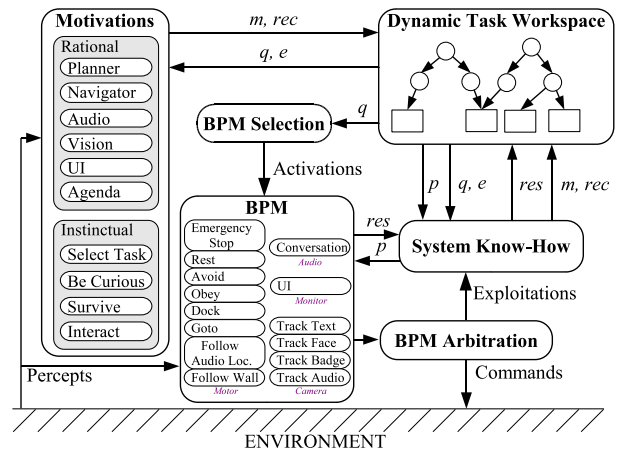 Motivations
Rational
Planner
Navigator
Audio
Vision
UI
Agenda
Instinctual
Select Task
Be Curious
Survive
Interact
m, rec
q, e
Dynamic Task Workspace
q
BPM Selection
Activations
p
q, e
res
m, rec
BPM
Emergency
Stop
Rest
Avoid
Obey
Dock
Goto
Follow
Audio Loc.
Follow Wall
Motor
Conversation
Audio
UI
Monitor
Track Text
Track Face
Track Badge
Track Audio
Camera
res
p
System Know-How
Exploitations
BPM Arbitration
Commands
Percepts
ENVIRONMENT